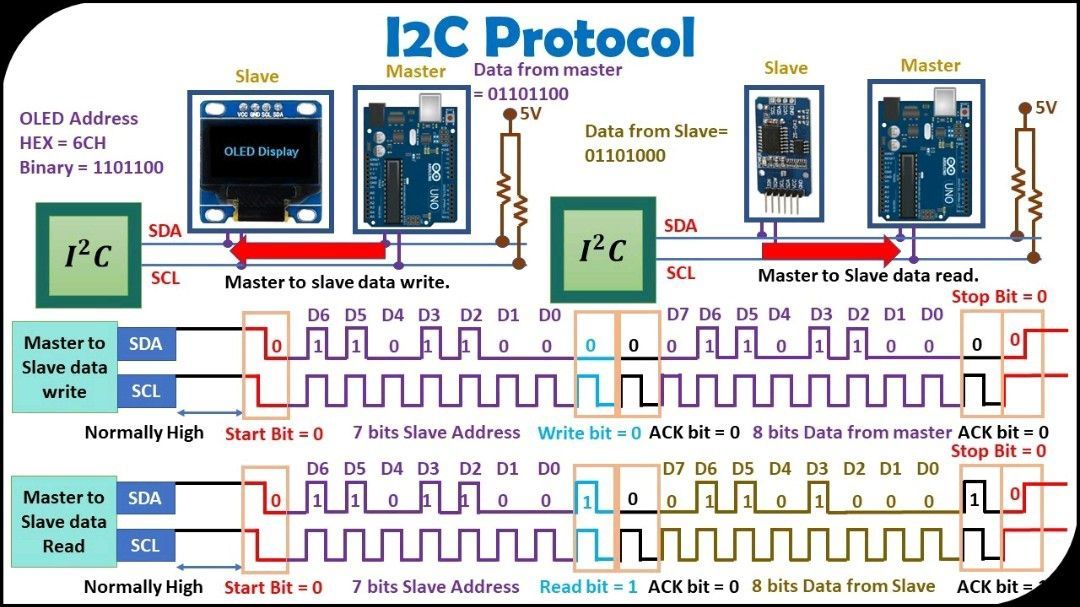 I2C Protocol
Slave
Master
Data from master
= 01101100
5V
OLED Address
HEX = 6CH
Binary = 1101100
VCC GND SCL SDA
OLED Display
UNO
I²C
SDA
SCL
Master to slave data write.
Slave
Master
Data from Slave=
01101000
5V
UNO
I²C
SDA
SCL
Master to Slave data read.
Stop Bit = 0
D6 D5 D4 D3 D2 D1 D0 D7 D6 D5 D4 D3 D2 D1 D0
Master to
Slave data
write
SDA
0 1 1 0 1 1 0 0 0 0 0 1 1 0 1 1 0 0 0 0
SCL
Normally High Start Bit = 0 7 bits Slave Address Write bit = 0 ACK bit = 0 8 bits Data from master ACK bit = 0
Stop Bit = 0
D6 D5 D4 D3 D2 D1 D0 D7 D6 D5 D4 D3 D2 D1 D0
Master to
Slave data
Read
SDA
0 1 1 0 1 1 0 0 1 0 0 1 1 0 1 0 0 0 1 0
SCL
Normally High Start Bit = 0 7 bits Slave Address Read bit = 1 ACK bit = 0 8 bits Data from Slave ACK bit =